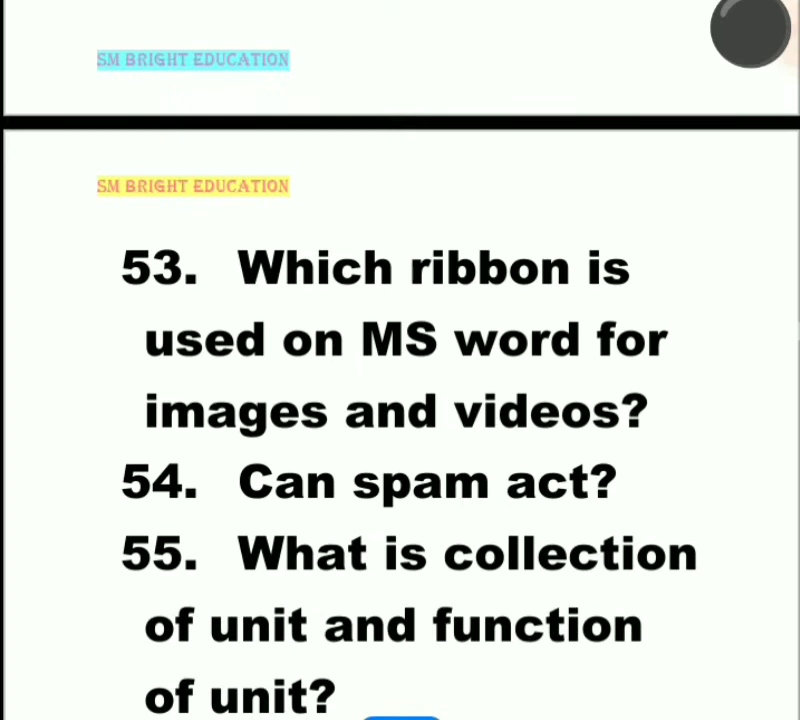 SM BRIGHT EDUCATION
SM BRIGHT EDUCATION
53. Which ribbon is
used on MS word for
images and videos?
54. Can spam act?
55. What is collection
of unit and function
of unit?